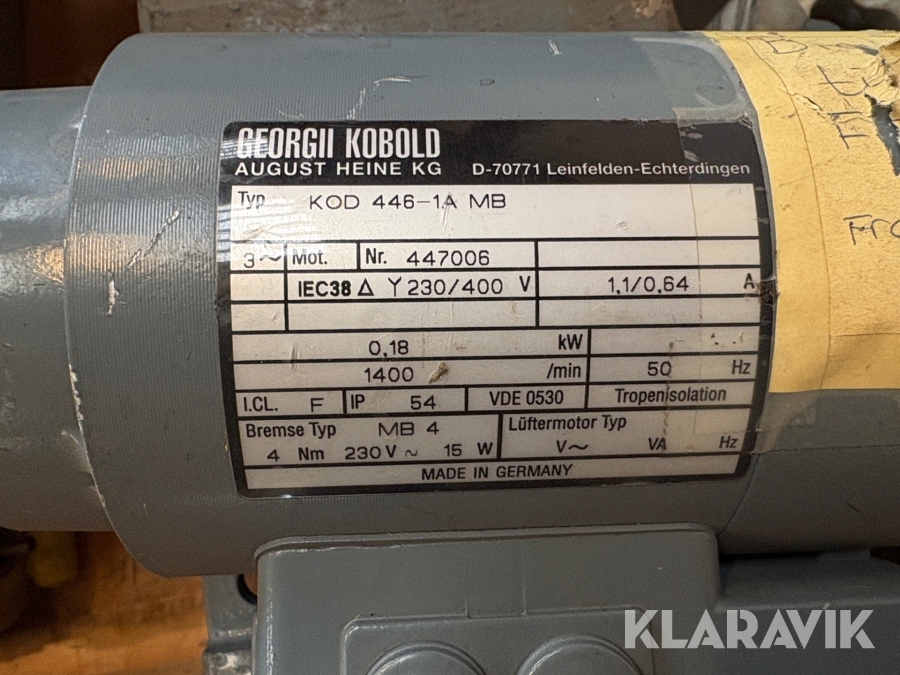 GEORGII KOBOLD
AUGUST HEINE KG D-70771 Leinfelden-Echterdingen
Typ KOD 446-1A MB
3~ Mot. Nr. 447006
IEC38 Δ Y 230/400 V 1,1/0,64 A
0,18 kW
1400 /min 50 Hz
I.CL. F IP 54 VDE 0530 Tropenisolation
Bremse Typ MB 4 Lüftermotor Typ
4 Nm 230 V ~ 15 W V~ VA Hz
MADE IN GERMANY
KLARAVIK